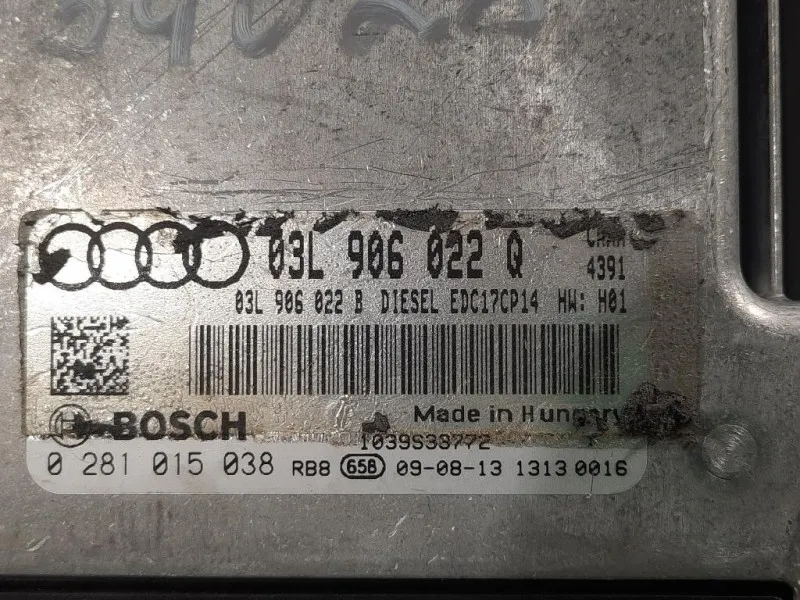 03L 906 022 Q
4391
03L 906 022 B DIESEL EDC17CP14 HW: H01
BOSCH
Made in Hungary
1039S38772
0 281 015 038 RB8 658 09-08-13 1313 0016